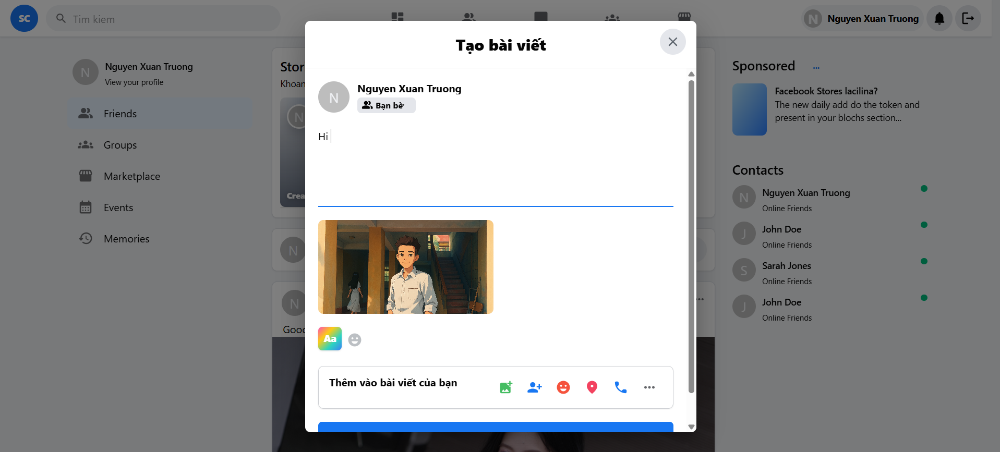 SC
Tìm kiếm
N
Nguyen Xuan Truong
N
Nguyen Xuan Truong
View your profile
Friends
Groups
Marketplace
Events
Memories
Stor
Khoan
N
Crea
N
N
Good
Tạo bài viết
N
Nguyen Xuan Truong
Bạn bè
Hi
Aa
Thêm vào bài viết của bạn
Sponsored
Facebook Stores lacilina?
The new daily add do the token and
present in your blochs section...
Contacts
N
Nguyen Xuan Truong
Online Friends
J
John Doe
Online Friends
S
Sarah Jones
Online Friends
J
John Doe
Online Friends